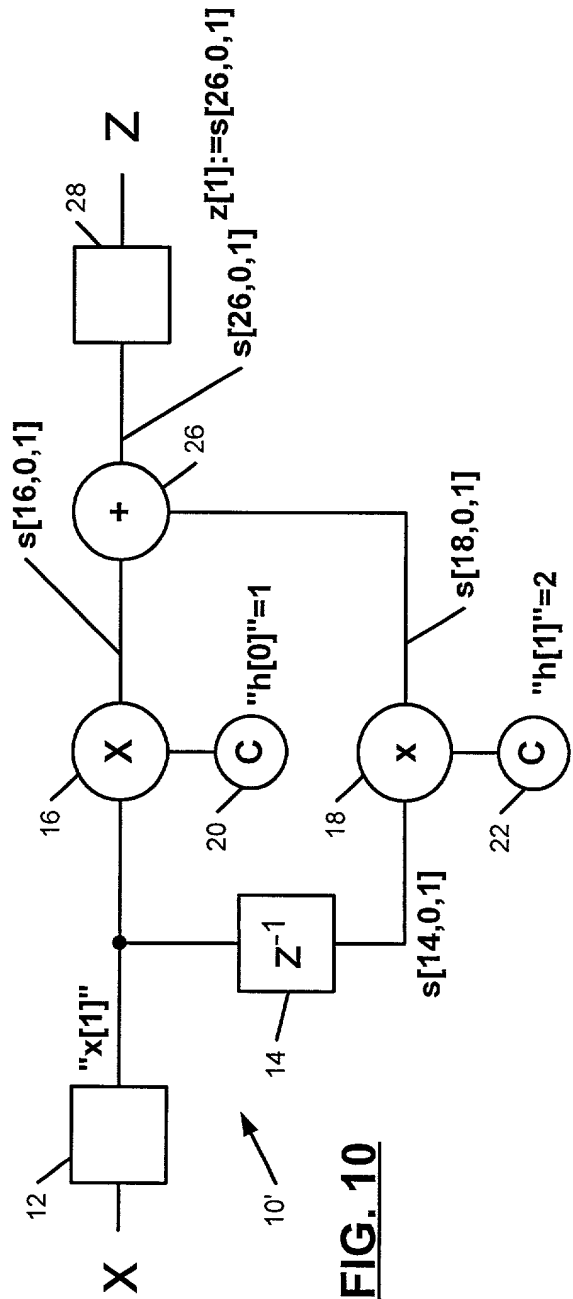 X
12
"x[1]"
10'
14
Z-1
s[14,0,1]
16
X
s[16,0,1]
20
C
"h[0]"=1
18
x
s[18,0,1]
22
C
"h[1]"=2
+
26
s[26,0,1]
28
Z
z[1]:=s[26,0,1]
FIG. 10